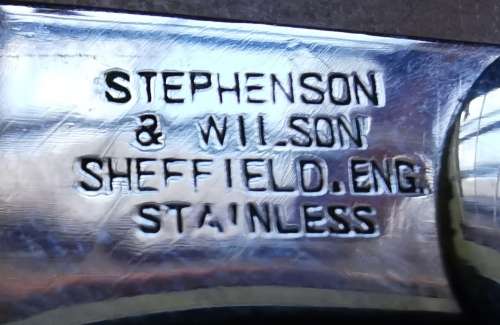 STEPHENSON
& WILSON
SHEFFIELD.ENG.
STAINLESS